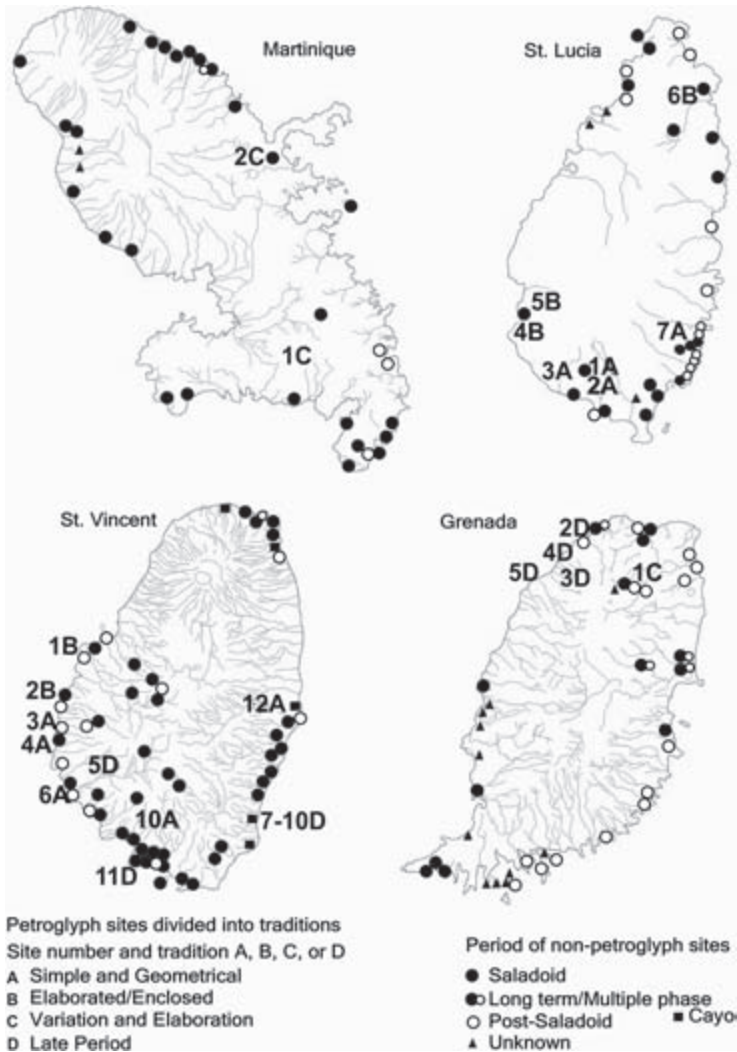 Martinique
2C
1C
St. Lucia
6B
5B
4B
7A
3A 1A
2A
St. Vincent
1B
2B
3A
4A
12A
5D
6A
10A
7-10D
11D
Grenada
2D
4D
5D 3D 1C
Petroglyph sites divided into traditions
Site number and tradition A, B, C, or D
A Simple and Geometrical
B Elaborated/Enclosed
C Variation and Elaboration
D Late Period
Period of non-petroglyph sites
Saladoid
Long term/Multiple phase
Post-Saladoid Cayo
Unknown